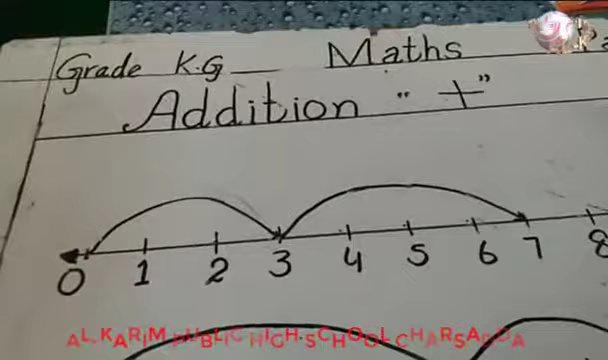 Grade K.G Maths
Addition "+"
0 1 2 3 4 5 6 7 8
AL KARIM PUBLIC HIGH SCHOOL CHARSADDA